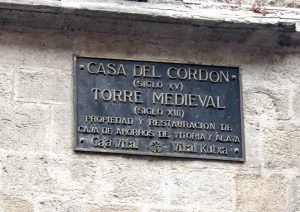 CASA DEL CORDON
(SIGLO XV)
TORRE MEDIEVAL
(SIGLO XIII)
PROPIEDAD Y RESTAURACION DE
CAJA DE AHORROS DE VITORIA Y ALAVA
Caja Vital Vital Kutxa